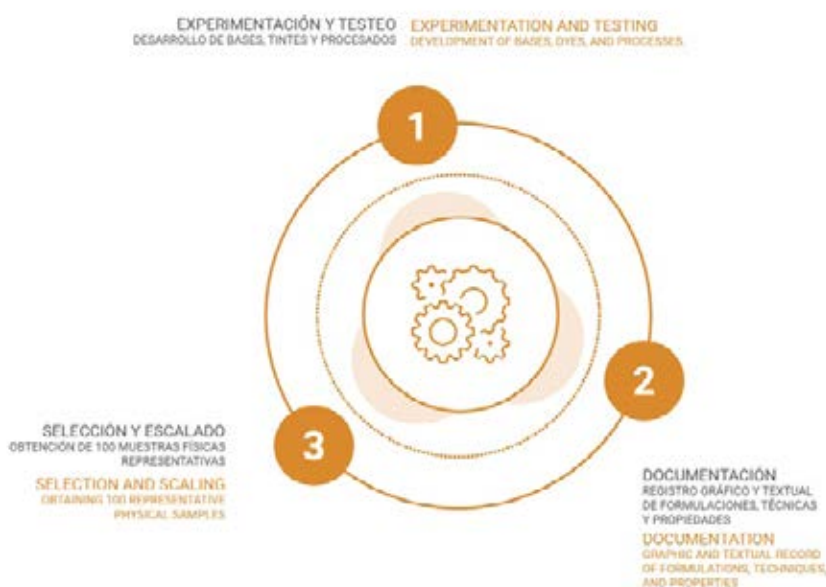 EXPERIMENTACIÓN Y TESTEO
DESARROLLO DE BASES, TINTES Y PROCESADOS
EXPERIMENTATION AND TESTING
DEVELOPMENT OF BASES, DYES, AND PROCESSES
1
2
3
SELECCIÓN Y ESCALADO
OBTENCIÓN DE 100 MUESTRAS FÍSICAS
REPRESENTATIVAS
SELECTION AND SCALING
OBTAINING 100 REPRESENTATIVE
PHYSICAL SAMPLES
DOCUMENTACIÓN
REGISTRO GRÁFICO Y TEXTUAL
DE FORMULACIONES, TÉCNICAS
Y PROPIEDADES
DOCUMENTATION
GRAPHIC AND TEXTUAL RECORD
OF FORMULATIONS, TECHNIQUES,
AND PROPERTIES